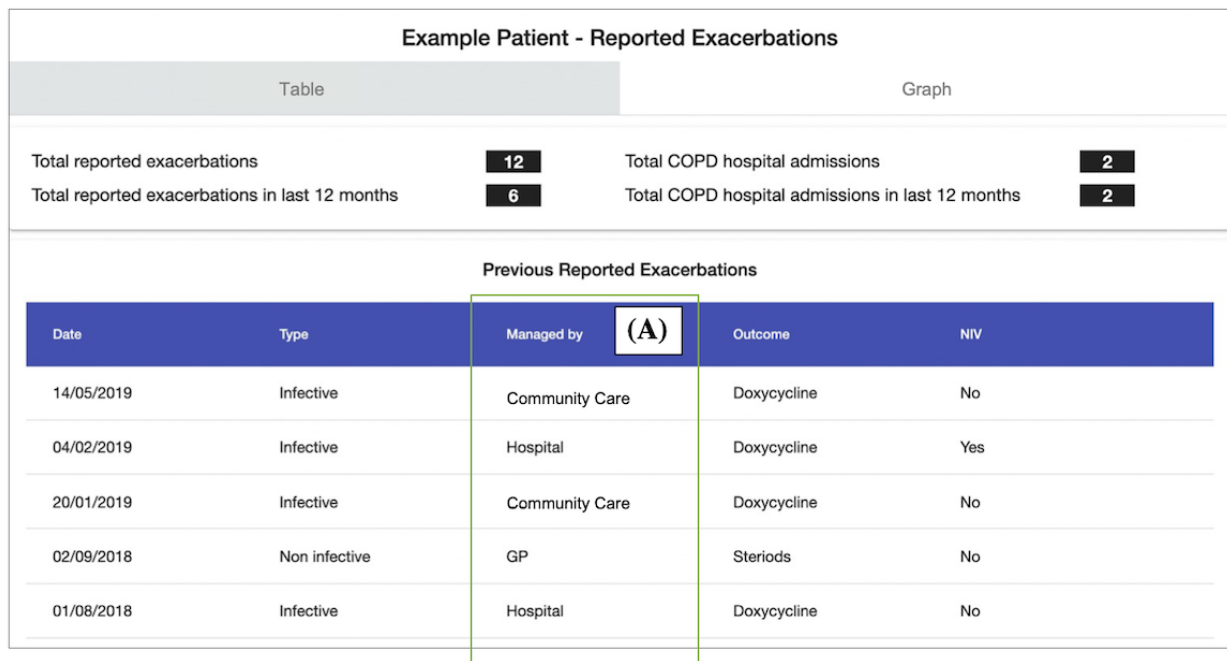 Example Patient - Reported Exacerbations
Table Graph
Total reported exacerbations 12 Total COPD hospital admissions 2
Total reported exacerbations in last 12 months 6 Total COPD hospital admissions in last 12 months 2
Previous Reported Exacerbations
Date Type Managed by (A) Outcome NIV
14/05/2019 Infective Community Care Doxycycline No
04/02/2019 Infective Hospital Doxycycline Yes
20/01/2019 Infective Community Care Doxycycline No
02/09/2018 Non infective GP Steriods No
01/08/2018 Infective Hospital Doxycycline No